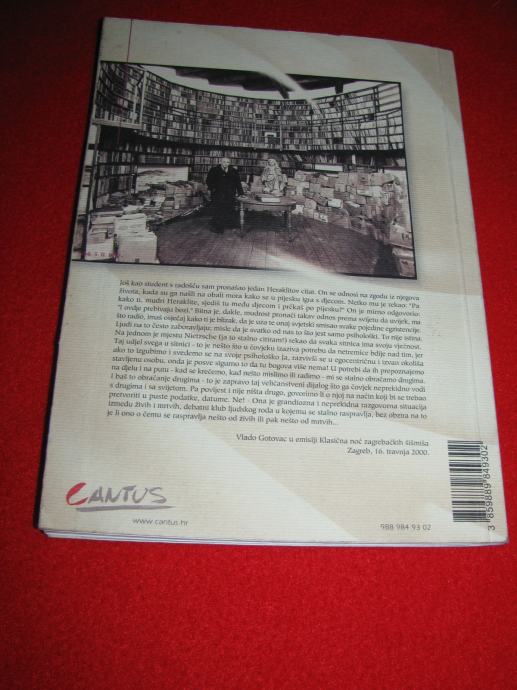 Još kao student s radošću sam pronašao jedan Heraklitov citat. On se odnosi na zgodu iz njegova
života, kada su ga našli na obali mora kako se u pijesku igra s djecom. Netko mu je rekao: "Pa
kako ti, mudri Heraklite, sjediš tu među djecom i prčkaš po pijesku?" On je mirno odgovorio:
"I ovdje prebivaju bozi." Bitna je, dakle, mudrost pronaći takav odnos prema svijetu da uvijek, ma
što radio, imaš osjećaj kako ti je blizak, da je uza te onaj svjetski smisao svake pojedine egzistencije.
Ljudi na to često zaboravljaju; misle da je svatko od nas to što jest samo psihološki. To nije istina.
Na jednom je mjestu Nietzsche (ja to stalno citiram!) rekao da svaka sitnica ima svoju vječnost.
Taj udjel svega u sitnici - to je nešto što u čovjeku izaziva potrebu da netremice bdije nad tim, jer
ako to izgubimo i svedemo se na svoje psihološko Ja, razvivši se u egocentričnu i izvan okoliša
stavljenu osobu, onda je posve sigurno to da tu bogova više nema! U potrebi da ih prepoznajemo
na djelu i na putu - kad se krećemo, kad nešto mislimo ili radimo - mi se stalno obraćamo drugima.
I baš to obraćanje drugima - to je zapravo taj veličanstveni dijalog što ga čovjek neprekidno vodi
s drugima i sa svijetom. Pa povijest i nije ništa drugo, govorimo li o njoj na način koji bi se trebao
pretvoriti u puste podatke, datume. Ne! - Ona je grandiozna i neprekidna razgovorna situacija
između živih i mrtvih, debatni klub ljudskog roda u kojemu se stalno raspravlja, bez obzira na to
je li ono o čemu se raspravlja nešto od živih ili pak nešto od mrtvih...
Vlado Gotovac u emisiji Klasična noć zagrebačkih šišmiša
Zagreb, 16. travnja 2000.
CANTUS
www.cantus.hr
988 984 93 02
3 859889 849302